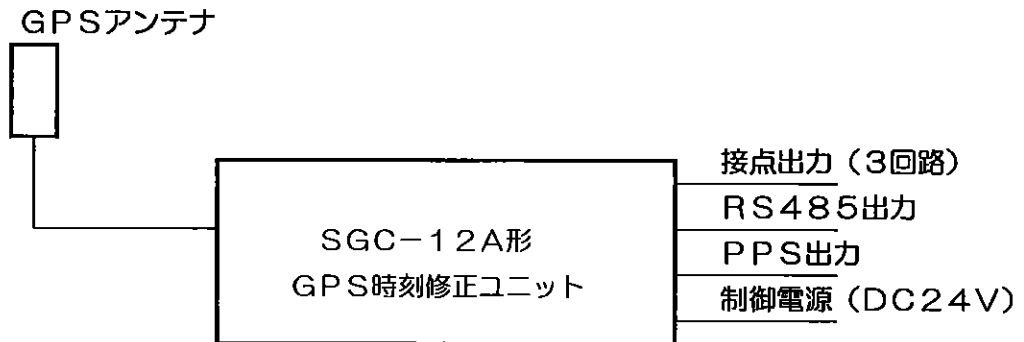 GPSアンテナ
接点出力（3回路）
RS485出力
SGC－12A形
PPS出力
GPS時刻修正ユニット
制御電源（DC24V）